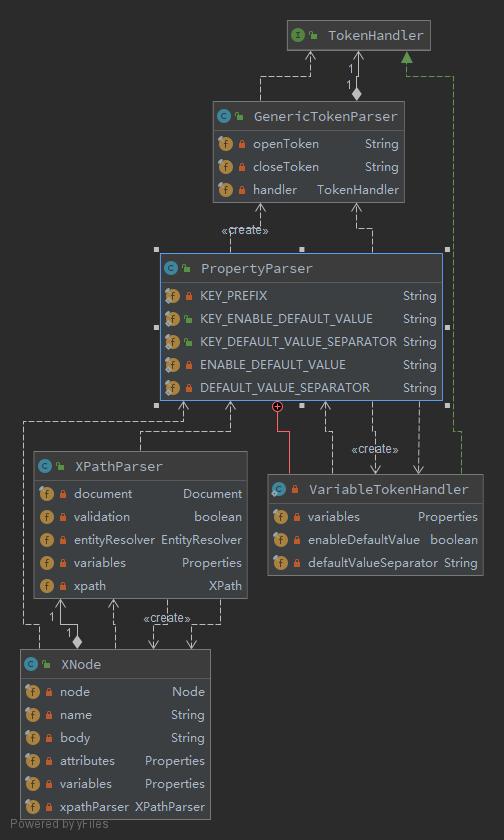 TokenHandler
1
1
GenericTokenParser
openToken String
closeToken String
handler TokenHandler
«create»
PropertyParser
KEY_PREFIX String
KEY_ENABLE_DEFAULT_VALUE String
KEY_DEFAULT_VALUE_SEPARATOR String
ENABLE_DEFAULT_VALUE String
DEFAULT_VALUE_SEPARATOR String
«create»
XPathParser
document Document
validation boolean
entityResolver EntityResolver
variables Properties
xpath XPath
VariableTokenHandler
variables Properties
enableDefaultValue boolean
defaultValueSeparator String
1
1
«create»
XNode
node Node
name String
body String
attributes Properties
variables Properties
xpathParser XPathParser
Powered by yFiles